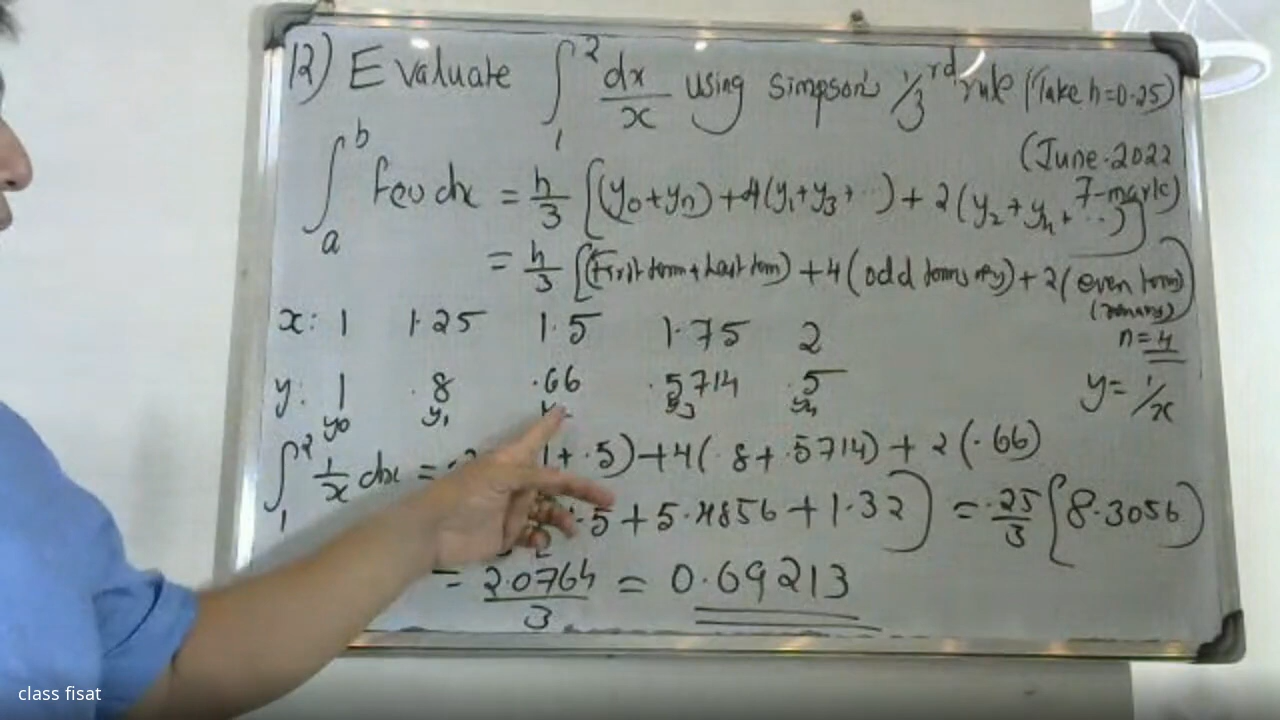 12) Evaluate ∫₁² dx/x using Simpson's 1/3 rd rule (Take h=0.25)
(June-2022
7-mark)
∫ₐᵇ f(x) dx = h/3 [(y₀+yₙ)+4(y₁+y₃+..)+2(y₂+y₄+..)]
= h/3 [(First term+Last term)+4(odd terms)+2(even terms)
(remaining)
x: 1 1.25 1.5 1.75 2
n=4
y: 1 .8 .66 .5714 .5
y=1/x
y₀ y₁ y₃ y₄
∫₁² 1/x dx = 1+.5)+4(.8+.5714)+2(.66)
.5+5.4856+1.32] = .25/3 [8.3056)
= 2.0764/3 = 0.69213
class fisat